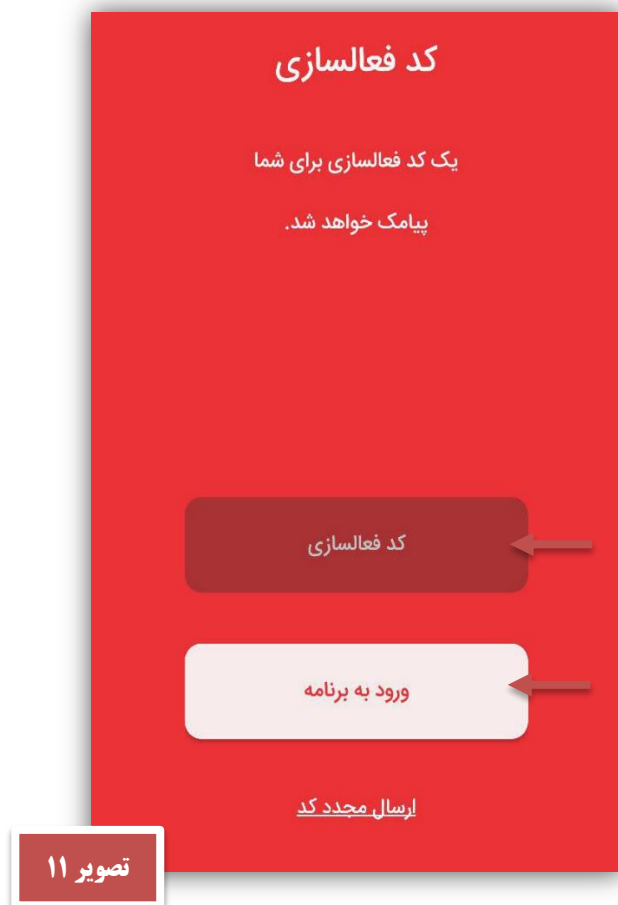 کد فعالسازی
یک کد فعالسازی برای شما
پیامک خواهد شد.
کد فعالسازی
ورود به برنامه
ارسال مجدد کد
تصویر ۱۱